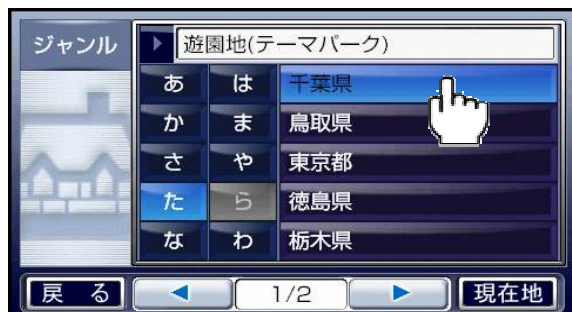 ジャンル
遊園地(テーマパーク)
あ は 千葉県
か ま 鳥取県
さ や 東京都
た ら 徳島県
な わ 栃木県
戻 る 1/2 現在地